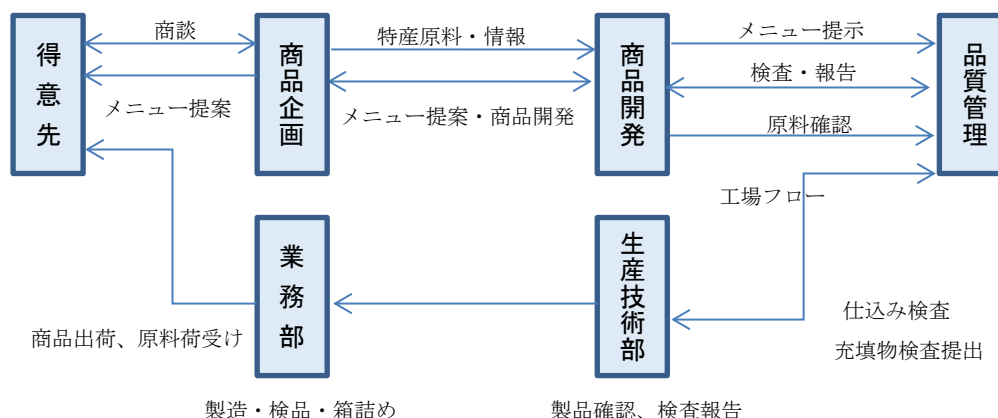 得意先
商談
メニュー提案
商品企画
特産原料・情報
メニュー提案・商品開発
商品開発
メニュー提示
検査・報告
原料確認
品質管理
工場フロー
業務部
商品出荷、原料荷受け
生産技術部
仕込み検査
充填物検査提出
製造・検品・箱詰め
製品確認、検査報告